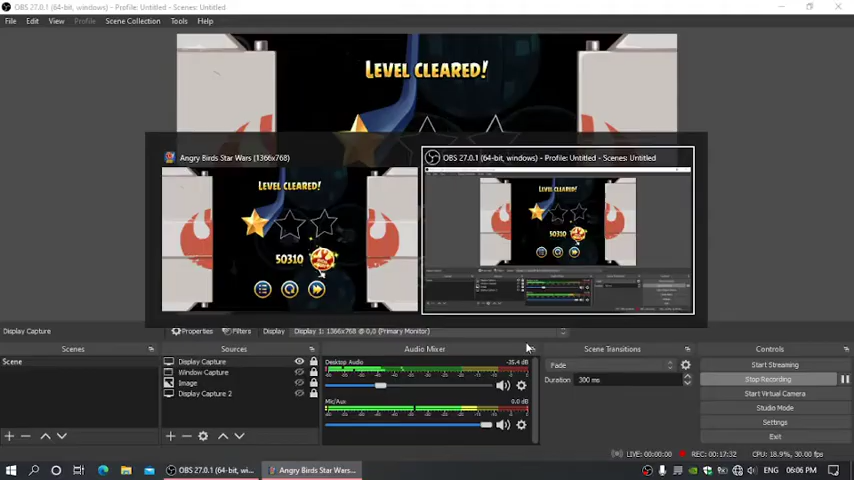 OBS 27.0.1 (64-bit, windows) - Profile: Untitled - Scenes: Untitled
File Edit View Profile Scene Collection Tools Help
LEVEL CLEARED!
Angry Birds Star Wars (1366x768)
OBS 27.0.1 (64-bit, windows) - Profile: Untitled - Scenes: Untitled
LEVEL CLEARED!
50310
LEVEL CLEARED!
50310
Display Capture
Properties Filters Display Display 1: 1366x768 @ 0,0 (Primary Monitor)
Scenes Sources Audio Mixer Scene Transitions Controls
Scene
Display Capture
Window Capture
Image
Display Capture 2
Desktop Audio -35.4 dB
Mic/Aux 0.0 dB
Fade
Duration 300 ms
Start Streaming
Stop Recording
Start Virtual Camera
Studio Mode
Settings
Exit
LIVE: 00:00:00 REC: 00:17:32 CPU: 18.9%, 30.00 fps
OBS 27.0.1 (64-bit, wi... Angry Birds Star Wars... ENG 06:06 PM